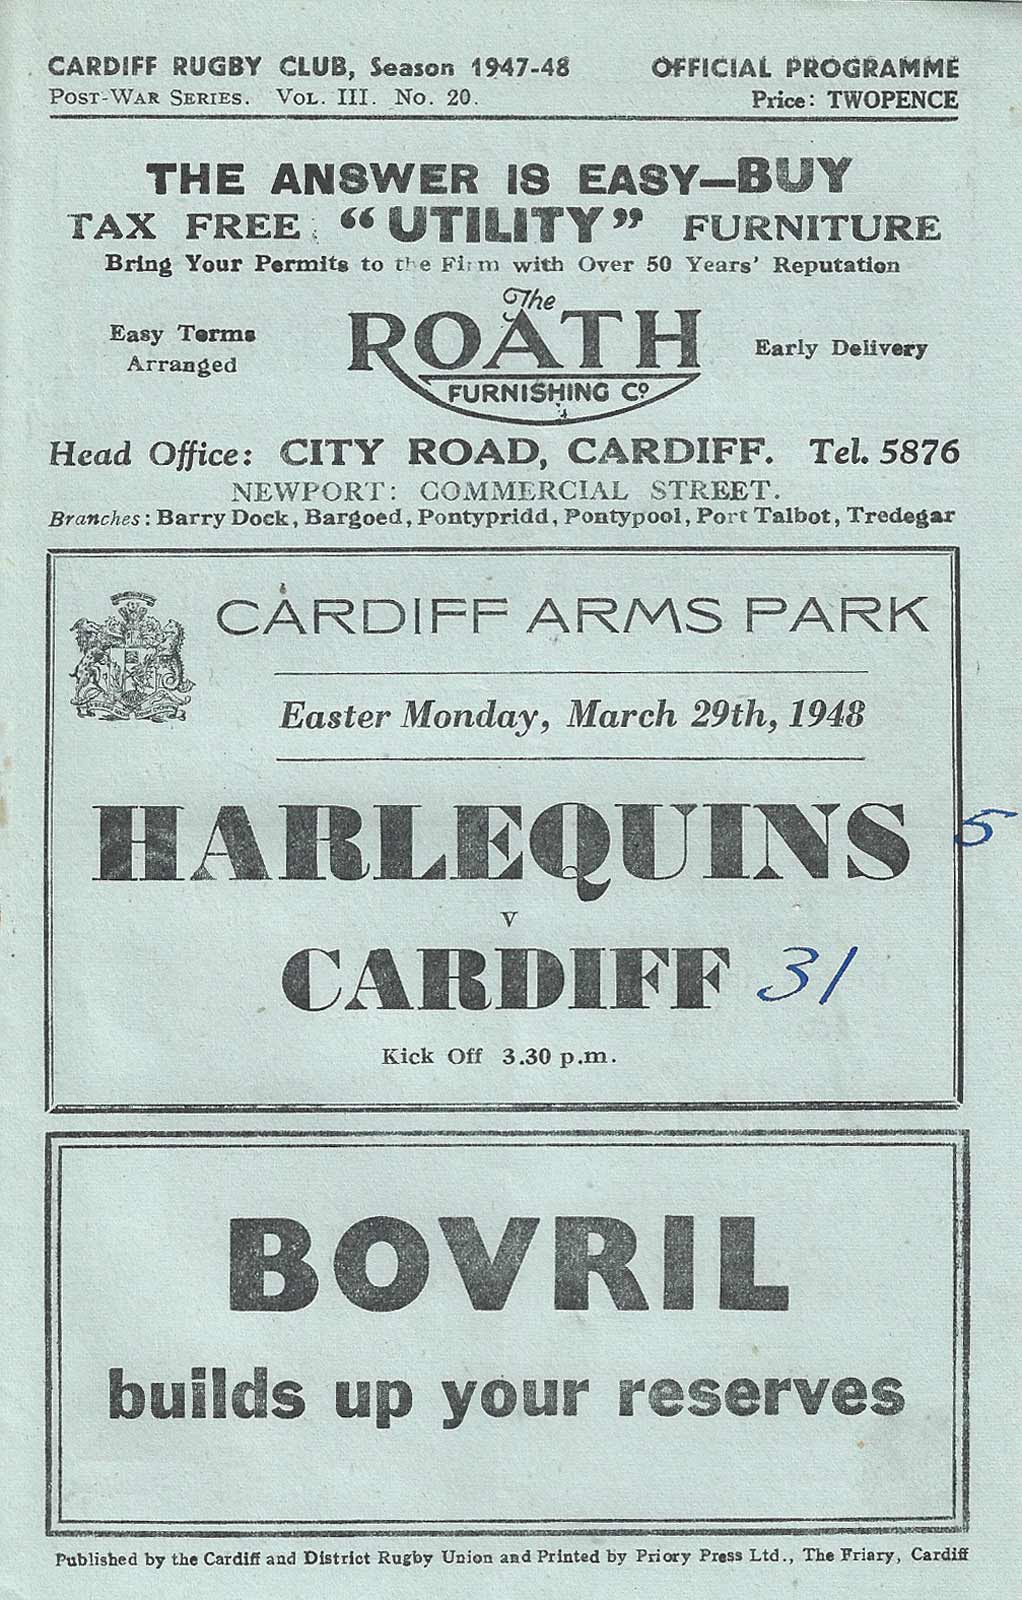 CARDIFF RUGBY CLUB, Season 1947-48 OFFICIAL PROGRAMME
POST-WAR SERIES. VOL. III. No. 20. Price: TWOPENCE
THE ANSWER IS EASY—BUY
TAX FREE "UTILITY" FURNITURE
Bring Your Permits to the Firm with Over 50 Years' Reputation
Easy Terms Arranged
The
ROATH
FURNISHING Co.
Early Delivery
Head Office: CITY ROAD, CARDIFF. Tel. 5876
NEWPORT: COMMERCIAL STREET.
Branches: Barry Dock, Bargoed, Pontypridd, Pontypool, Port Talbot, Tredegar
CARDIFF ARMS PARK
Easter Monday, March 29th, 1948
HARLEQUINS 5
v
CARDIFF 31
Kick Off 3.30 p.m.
BOVRIL
builds up your reserves
Published by the Cardiff and District Rugby Union and Printed by Priory Press Ltd., The Friary, Cardiff